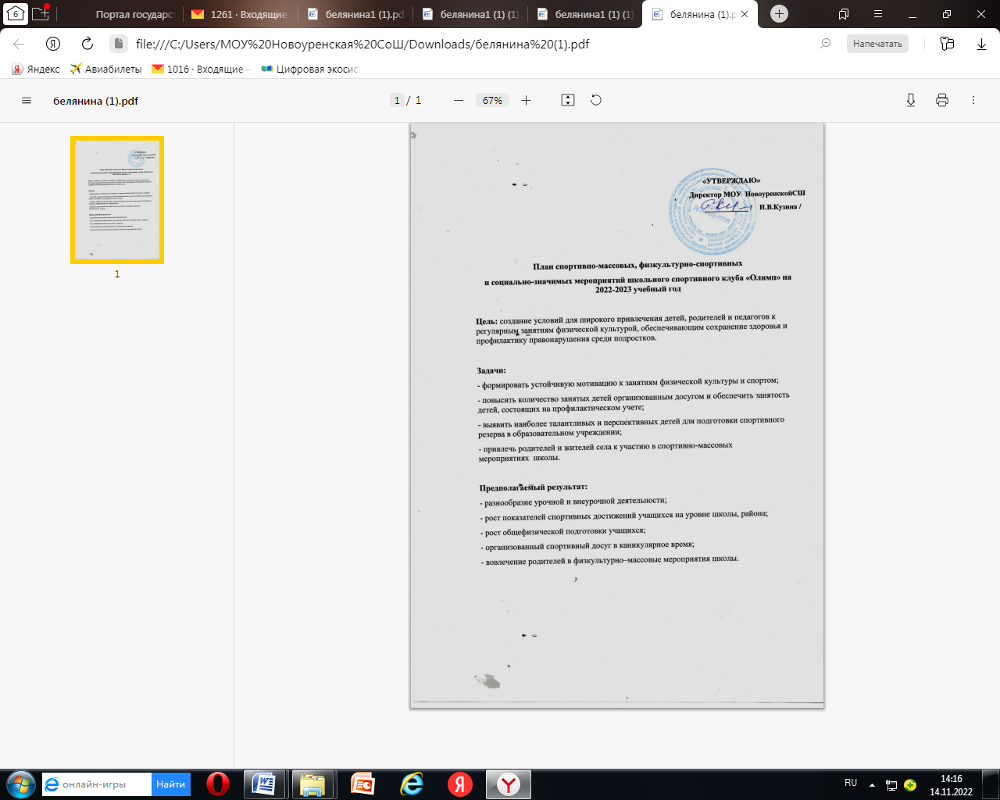 6
Портал государст
1261 · Входящие
белянина1 (1).pd
белянина1 (1) (1)
белянина1 (1) (1)
белянина (1).p
file:///C:/Users/МОУ%20Новоуренская%20СоШ/Downloads/белянина%20(1).pdf
Напечатать
Яндекс
Авиабилеты
1016 · Входящие –
Цифровая экосис
белянина (1).pdf
1 / 1
67%
1
«УТВЕРЖДАЮ»
Директор МОУ НовоуренскойСШ
Н.В.Кузина /
ДОКУМЕНТОВ
План спортивно-массовых, физкультурно-спортивных
и социально-значимых мероприятий школьного спортивного клуба «Олимп» на
2022-2023 учебный год
Цель: создание условий для широкого привлечения детей, родителей и педагогов к
регулярным занятиям физической культурой, обеспечивающим сохранение здоровья и
профилактику правонарушения среди подростков.
Задачи:
- формировать устойчивую мотивацию к занятиям физической культуры и спортом;
- повысить количество занятых детей организованным досугом и обеспечить занятость
детей, состоящих на профилактическом учете;
- выявить наиболее талантливых и перспективных детей для подготовки спортивного
резерва в образовательном учреждении;
- привлечь родителей и жителей села к участию в спортивно-массовых
мероприятиях школы.
Предполагаемый результат:
- разнообразие урочной и внеурочной деятельности;
- рост показателей спортивных достижений учащихся на уровне школы, района;
- рост общефизической подготовки учащихся;
- организованный спортивный досуг в каникулярное время;
- вовлечение родителей в физкультурно–массовые мероприятия школы.
онлайн-игры
Найти
RU
14:16
14.11.2022